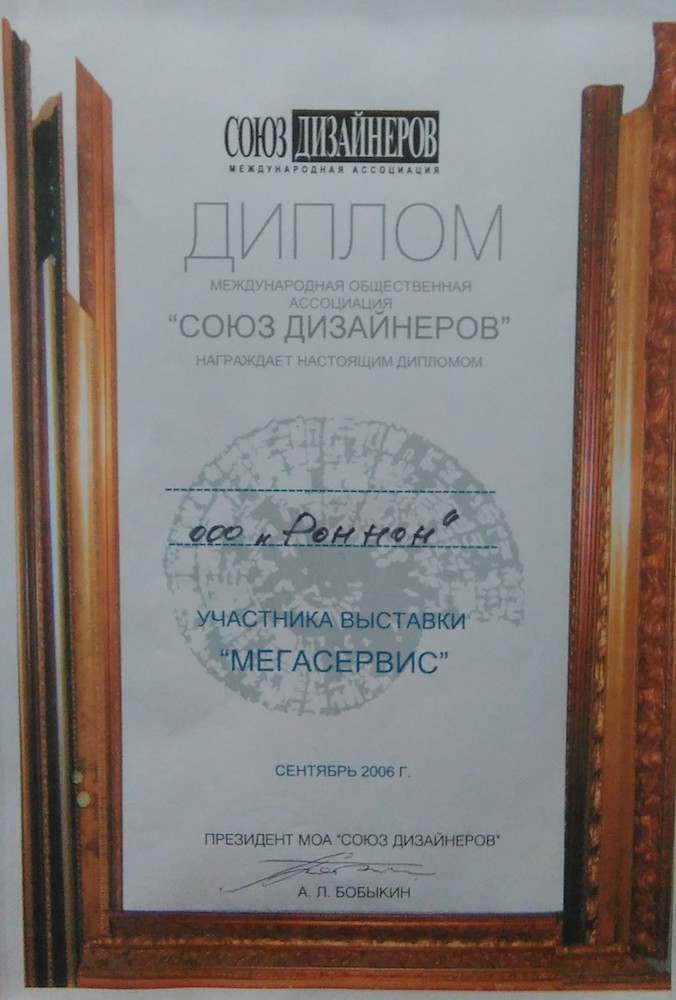 СОЮЗ ДИЗАЙНЕРОВ
МЕЖДУНАРОДНАЯ АССОЦИАЦИЯ
ДИПЛОМ
МЕЖДУНАРОДНАЯ ОБЩЕСТВЕННАЯ
АССОЦИАЦИЯ
“СОЮЗ ДИЗАЙНЕРОВ”
НАГРАЖДАЕТ НАСТОЯЩИМ ДИПЛОМОМ
ООО „Роннон“
УЧАСТНИКА ВЫСТАВКИ
“МЕГАСЕРВИС”
СЕНТЯБРЬ 2006 Г.
ПРЕЗИДЕНТ МОА "СОЮЗ ДИЗАЙНЕРОВ"
А. Л. БОБЫКИН